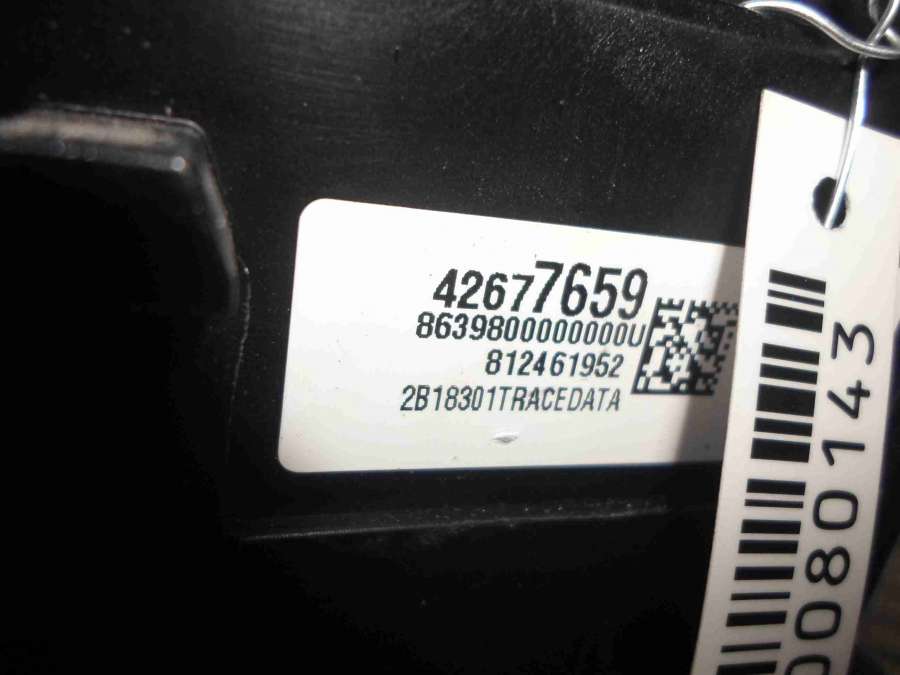 42677659
8639800000000U
812461952
2B18301TRACEDATA
0080143